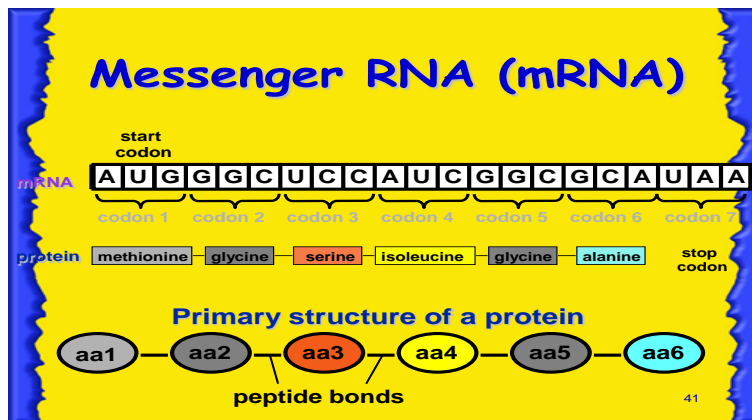 Messenger RNA (mRNA)
start
codon
mRNA A U G G G C U C C A U C G G C G C A U A A
codon 1 codon 2 codon 3 codon 4 codon 5 codon 6 codon 7
protein methionine glycine serine isoleucine glycine alanine stop
codon
Primary structure of a protein
aa1 aa2 aa3 aa4 aa5 aa6
peptide bonds
41